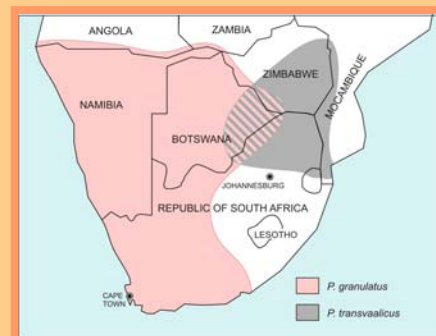 ANGOLA
ZAMBIA
ZIMBABWE
MOCAMBIQUE
NAMIBIA
BOTSWANA
JOHANNESBURG
REPUBLIC OF SOUTH AFRICA
LESOTHO
CAPE
TOWN
P. granulatus
P. transvaalicus